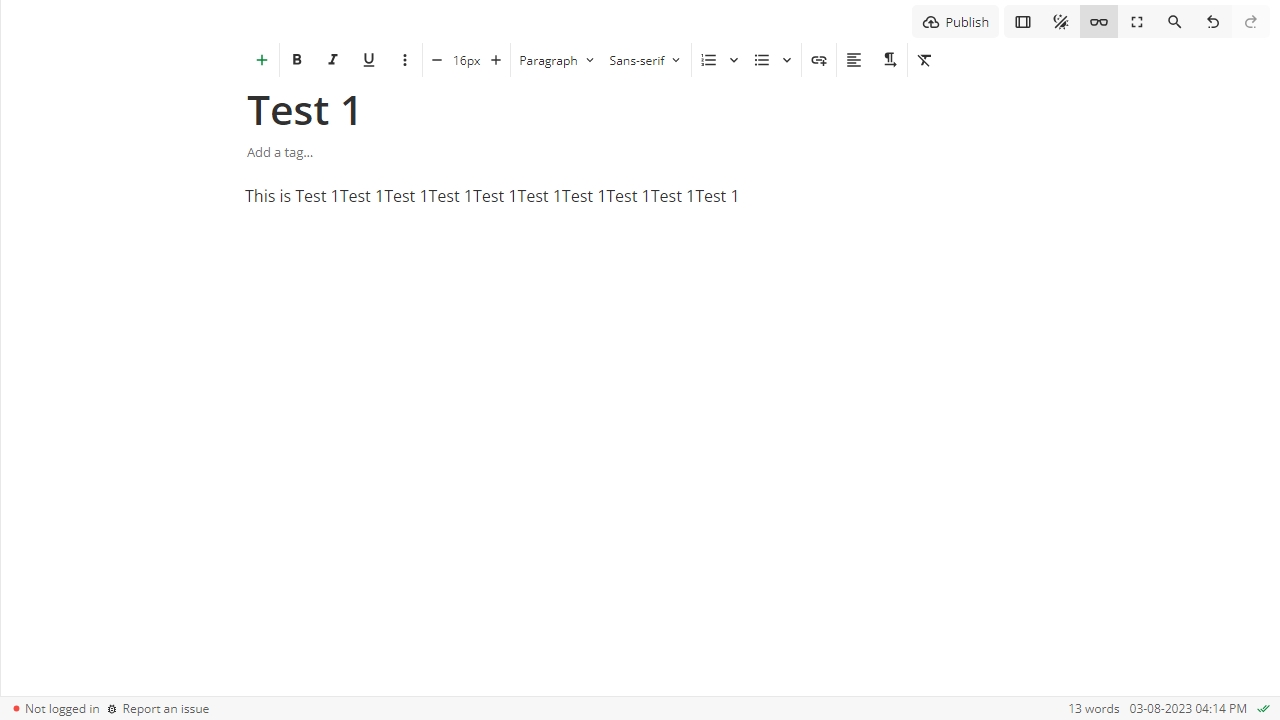 Publish
16px
Paragraph
Sans-serif
Test 1
Add a tag...
This is Test 1Test 1Test 1Test 1Test 1Test 1Test 1Test 1Test 1Test 1
Not logged in
Report an issue
13 words
03-08-2023 04:14 PM